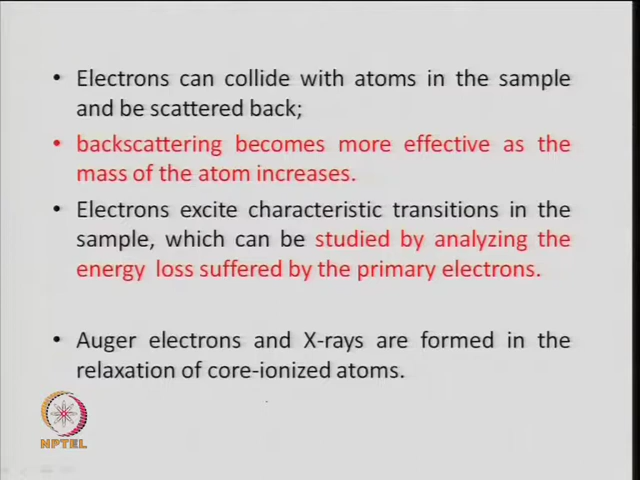 • Electrons can collide with atoms in the sample
and be scattered back;
• backscattering becomes more effective as the
mass of the atom increases.
• Electrons excite characteristic transitions in the
sample, which can be studied by analyzing the
energy loss suffered by the primary electrons.
• Auger electrons and X-rays are formed in the
relaxation of core-ionized atoms.
NPTEL